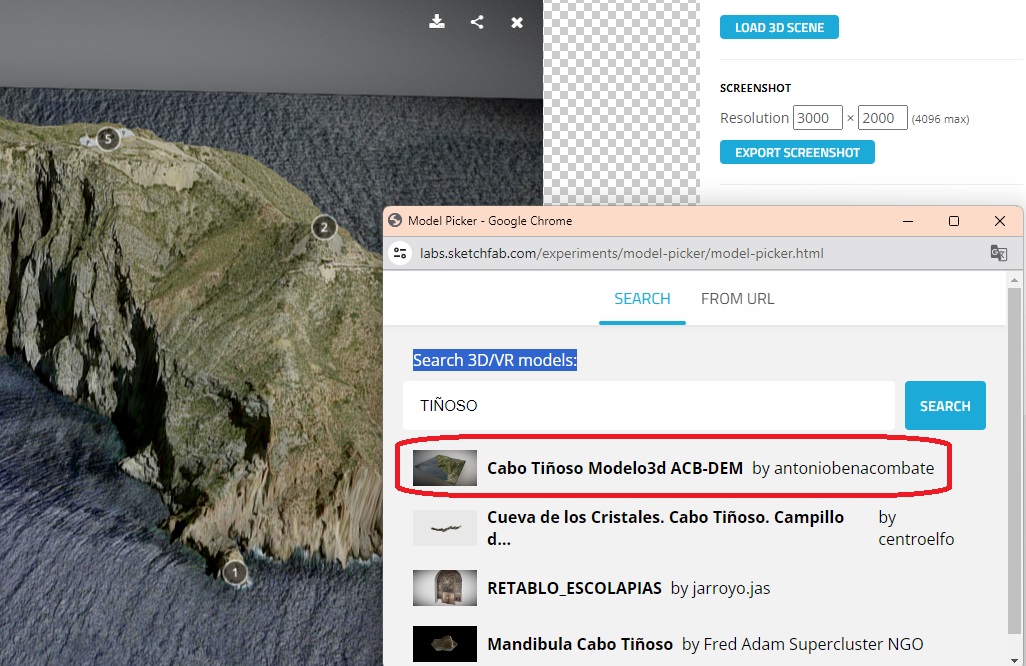 LOAD 3D SCENE
SCREENSHOT
Resolution 3000 × 2000 (4096 max)
EXPORT SCREENSHOT
5
2
1
Model Picker - Google Chrome
labs.sketchfab.com/experiments/model-picker/model-picker.html
SEARCH FROM URL
Search 3D/VR models:
TIÑOSO SEARCH
Cabo Tiñoso Modelo3d ACB-DEM by antoniobenacombate
Cueva de los Cristales. Cabo Tiñoso. Campillo by
d... centroelfo
RETABLO_ESCOLAPIAS by jarroyo.jas
Mandibula Cabo Tiñoso by Fred Adam Supercluster NGO